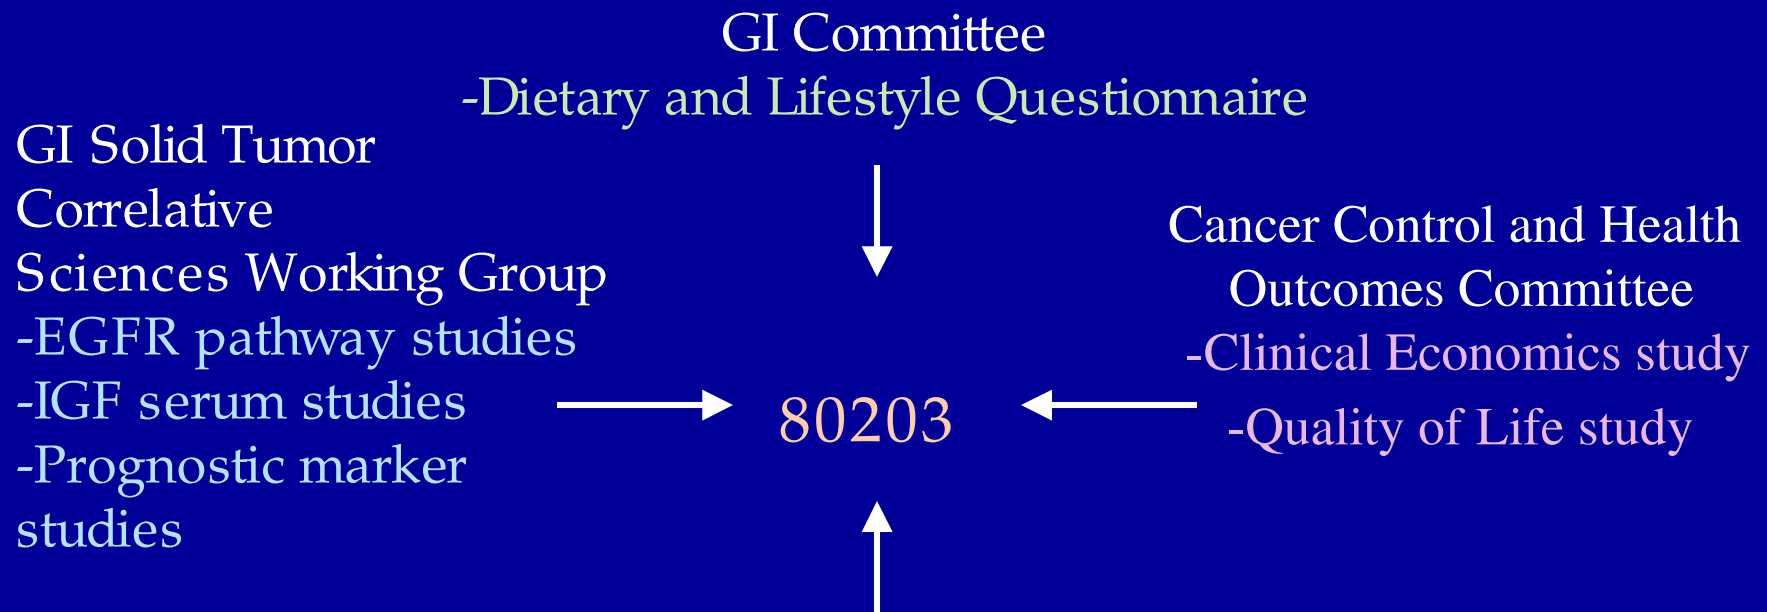 GI Committee
-Dietary and Lifestyle Questionnaire
GI Solid Tumor
Correlative
Sciences Working Group
-EGFR pathway studies
-IGF serum studies
-Prognostic marker
studies
80203
Cancer Control and Health
Outcomes Committee
-Clinical Economics study
-Quality of Life study